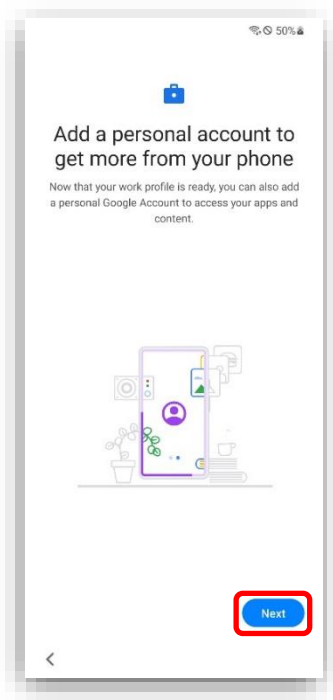 50%
Add a personal account to
get more from your phone
Now that your work profile is ready, you can also add
a personal Google Account to access your apps and
content.
Next